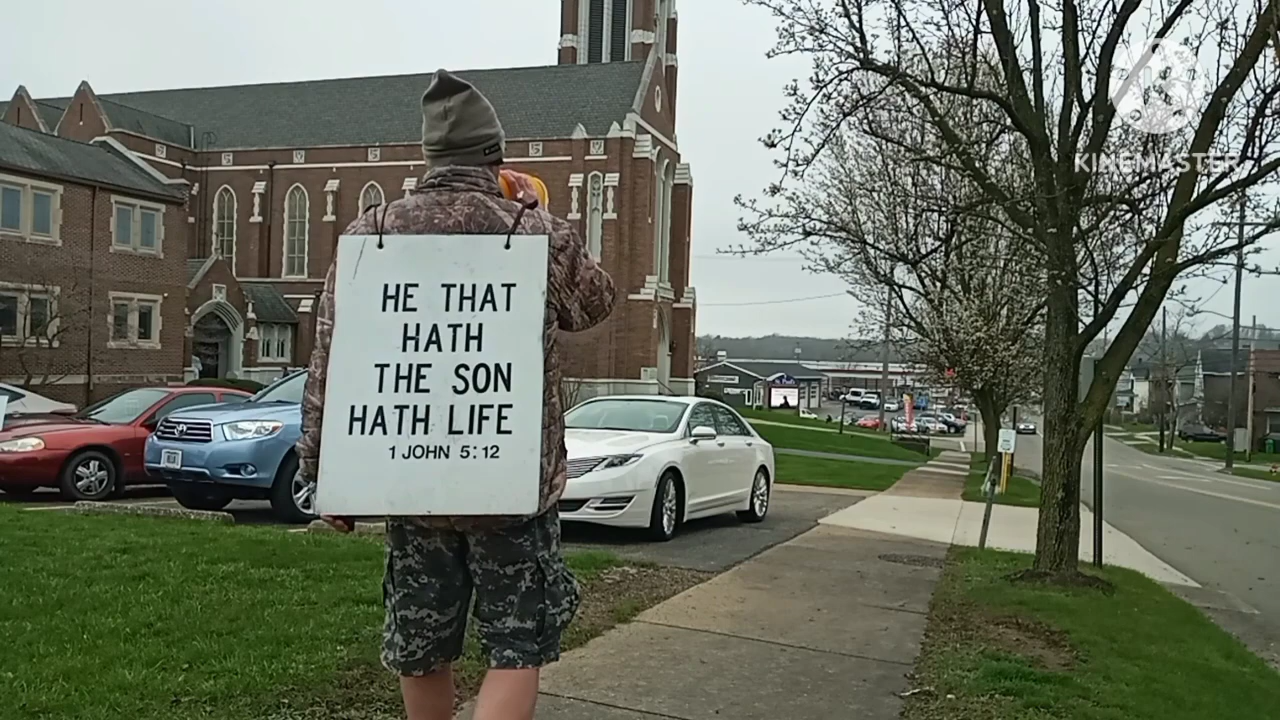 HE THAT
HATH
THE SON
HATH LIFE
1 JOHN 5:12
KINEMASTER